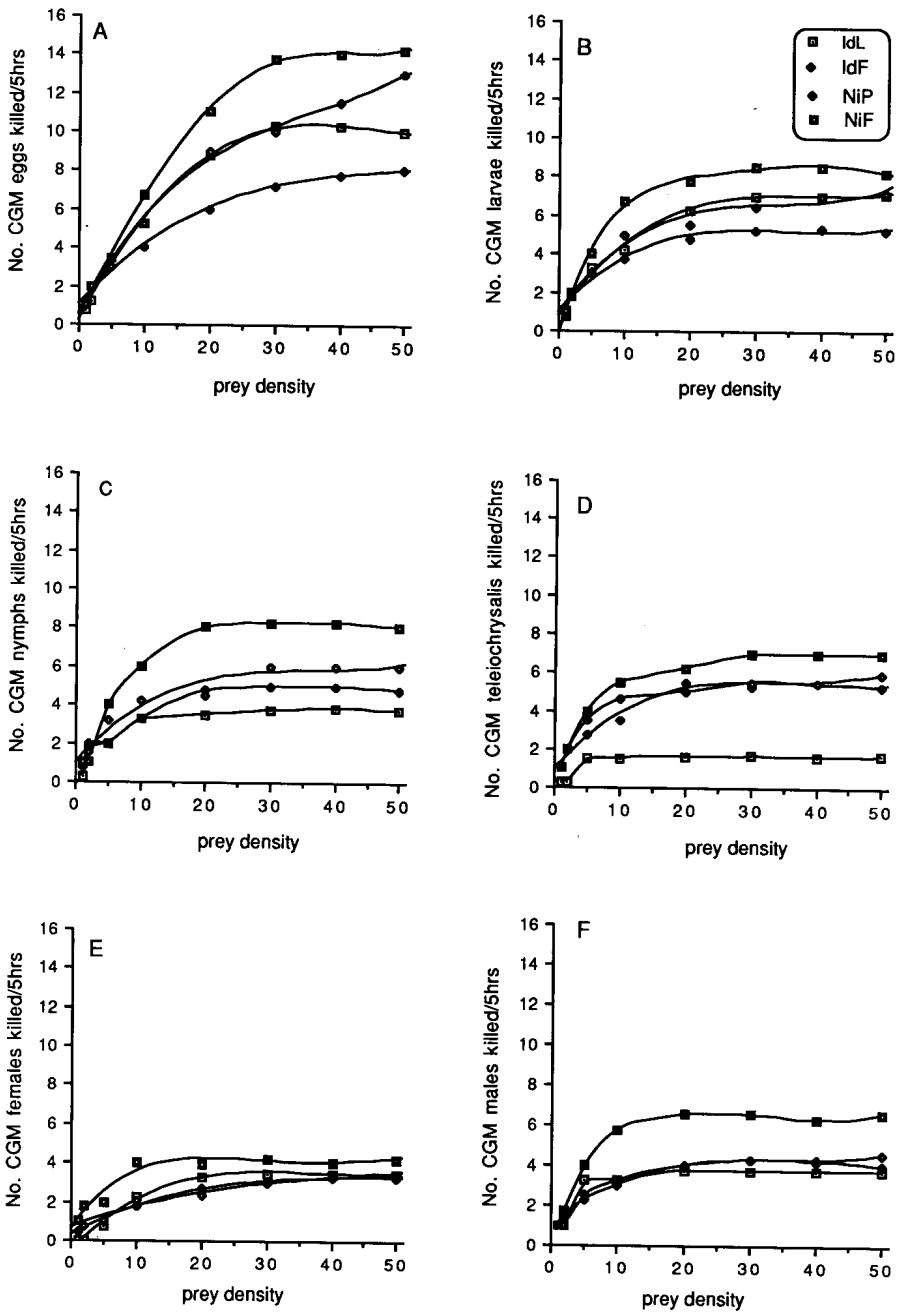 A
No. CGM eggs killed/5hrs
16
14
12
10
8
6
4
2
0
0 10 20 30 40 50
prey density
B
IdL
IdF
NiP
NiF
No. CGM larvae killed/5hrs
16
14
12
10
8
6
4
2
0
0 10 20 30 40 50
prey density
C
No. CGM nymphs killed/5hrs
16
14
12
10
8
6
4
2
0
0 10 20 30 40 50
prey density
D
No. CGM teleiochrysalis killed/5hrs
16
14
12
10
8
6
4
2
0
0 10 20 30 40 50
prey density
E
No. CGM females killed/5hrs
16
14
12
10
8
6
4
2
0
0 10 20 30 40 50
prey density
F
No. CGM males killed/5hrs
16
14
12
10
8
6
4
2
0
0 10 20 30 40 50
prey density